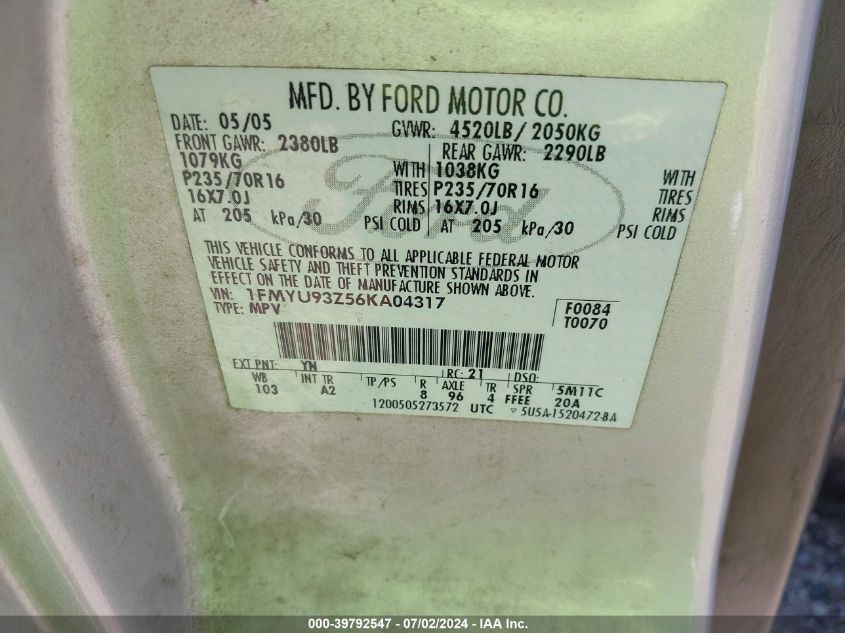 MFD. BY FORD MOTOR CO.
DATE: 05/05 GVWR: 4520LB/ 2050KG
FRONT GAWR: 2380LB REAR GAWR: 2290LB
1079KG WITH 1038KG WITH
P235/70R16 TIRES P235/70R16 TIRES
16X7.0J RIMS 16X7.0J RIMS
AT 205 kPa/30 PSI COLD AT 205 kPa/30 PSI COLD
Ford
THIS VEHICLE CONFORMS TO ALL APPLICABLE FEDERAL MOTOR
VEHICLE SAFETY AND THEFT PREVENTION STANDARDS IN
EFFECT ON THE DATE OF MANUFACTURE SHOWN ABOVE.
VIN: 1FMYU93Z56KA04317 F0084
TYPE: MPV T0070
EXT PNT: YN RC: 21 DSO:
WB INT TR TP/PS R AXLE TR SPR 5M11C
103 A2 8 96 4 FFEE 20A
1200505273572 UTC ▽ 5U5A-1520472-BA
000-39792547 - 07/02/2024 - IAAI Inc.